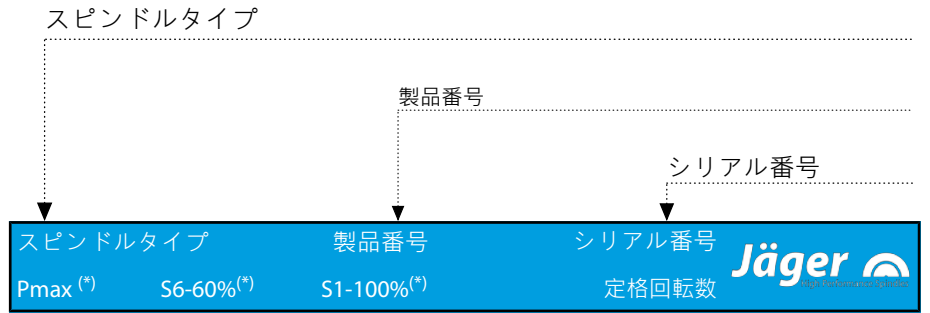 スピンドルタイプ
製品番号
シリアル番号
スピンドルタイプ 製品番号 シリアル番号
Jäger
Pmax (*) S6-60%(*) S1-100%(*) 定格回転数